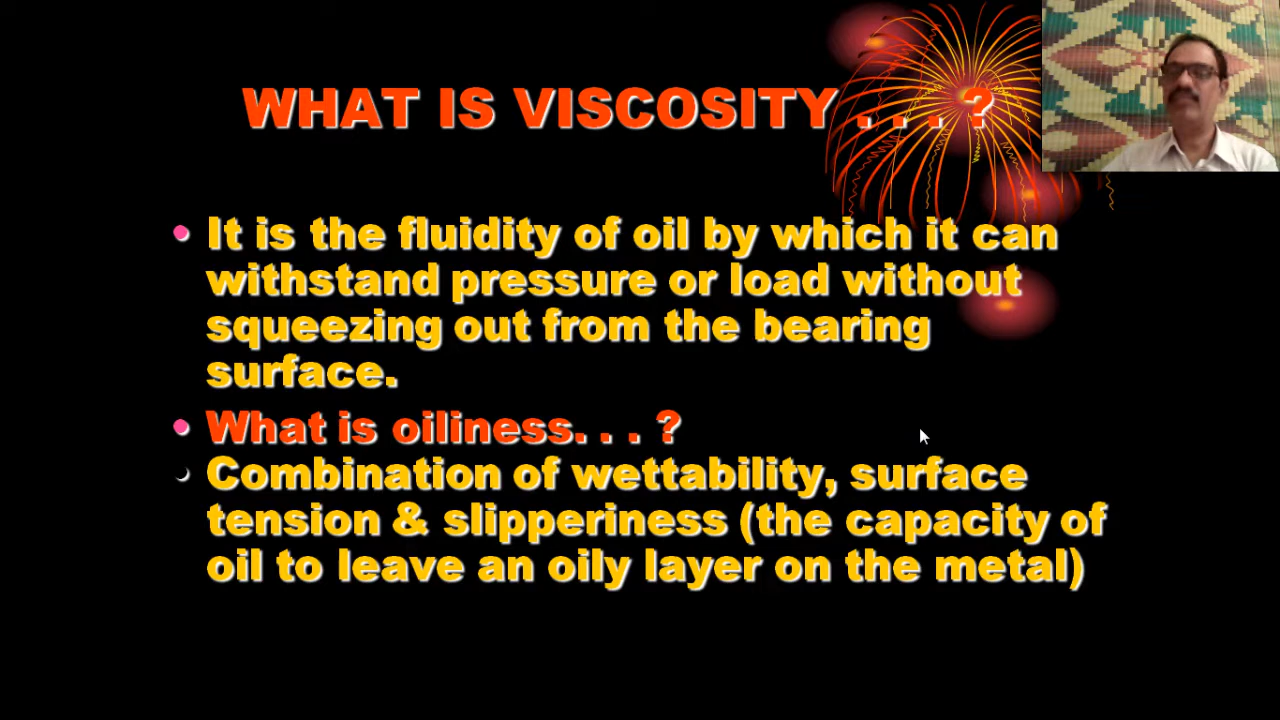 WHAT IS VISCOSITY . . . ?
• It is the fluidity of oil by which it can
withstand pressure or load without
squeezing out from the bearing
surface.
• What is oiliness. . . ?
• Combination of wettability, surface
tension & slipperiness (the capacity of
oil to leave an oily layer on the metal)